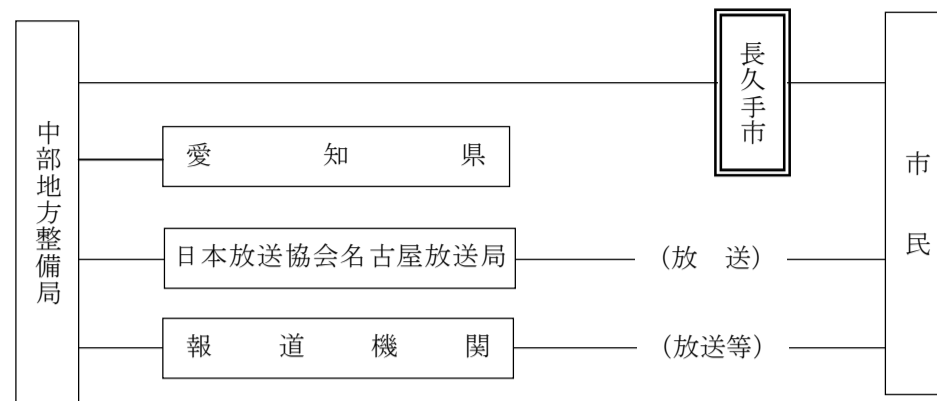 中部地方整備局
長久手市
市民
愛知県
日本放送協会名古屋放送局
(放 送)
報道機関
(放送等)